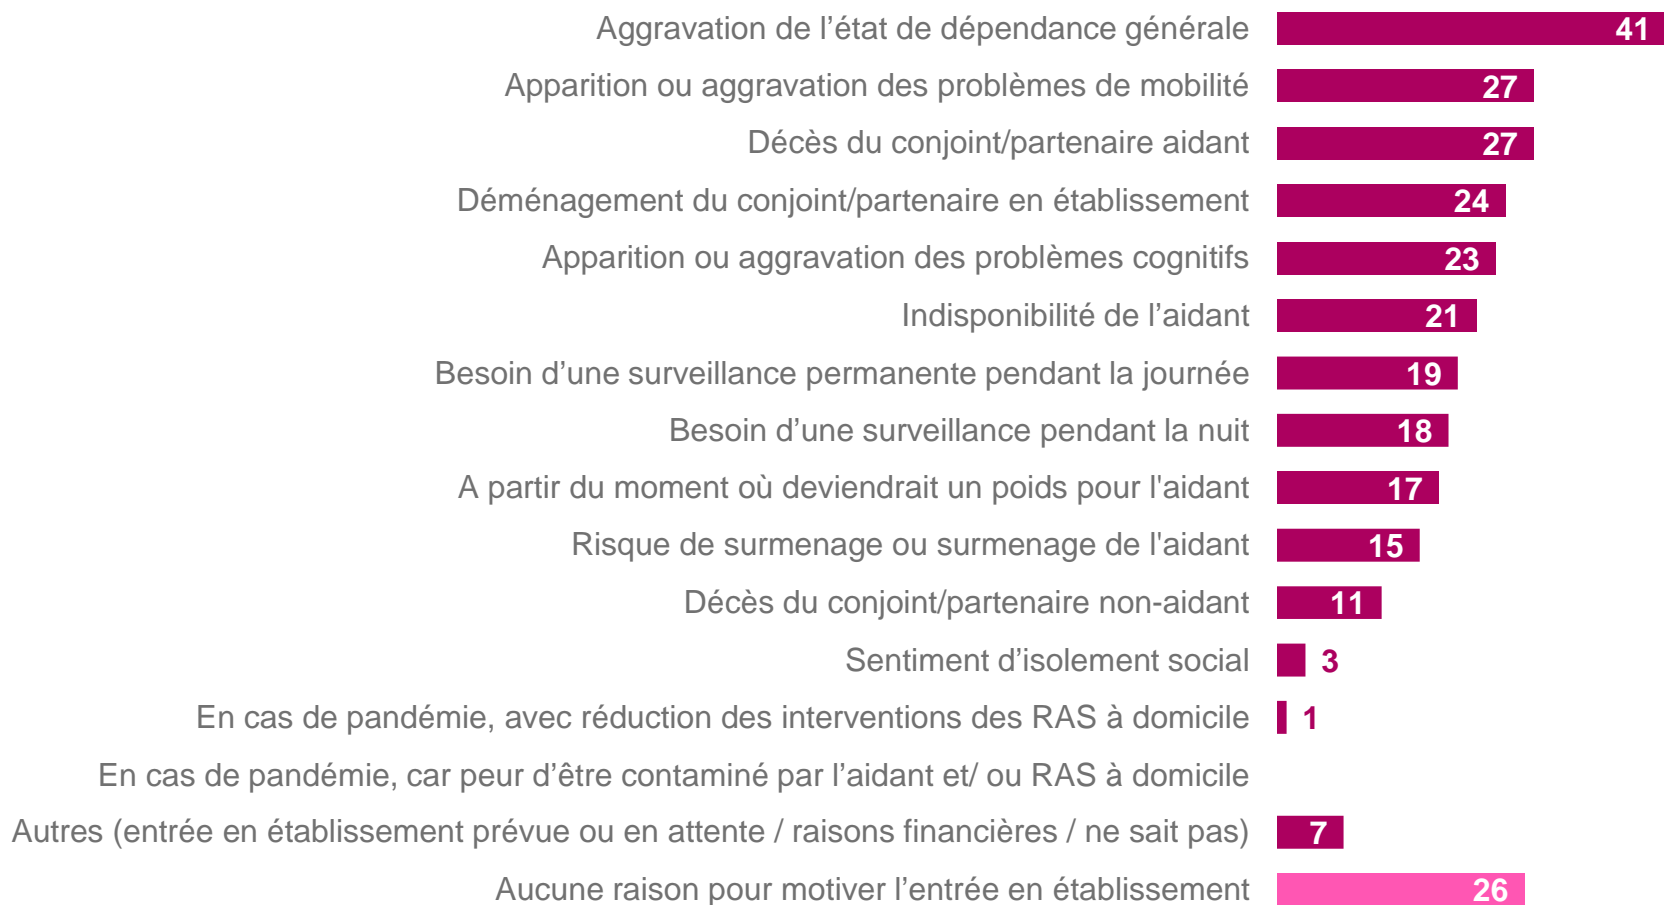 Aggravation de l’état de dépendance générale 41
Apparition ou aggravation des problèmes de mobilité 27
Décès du conjoint/partenaire aidant 27
Déménagement du conjoint/partenaire en établissement 24
Apparition ou aggravation des problèmes cognitifs 23
Indisponibilité de l’aidant 21
Besoin d’une surveillance permanente pendant la journée 19
Besoin d’une surveillance pendant la nuit 18
A partir du moment où deviendrait un poids pour l'aidant 17
Risque de surmenage ou surmenage de l'aidant 15
Décès du conjoint/partenaire non-aidant 11
Sentiment d’isolement social 3
En cas de pandémie, avec réduction des interventions des RAS à domicile 1
En cas de pandémie, car peur d’être contaminé par l’aidant et/ ou RAS à domicile
Autres (entrée en établissement prévue ou en attente / raisons financières / ne sait pas) 7
Aucune raison pour motiver l’entrée en établissement 26